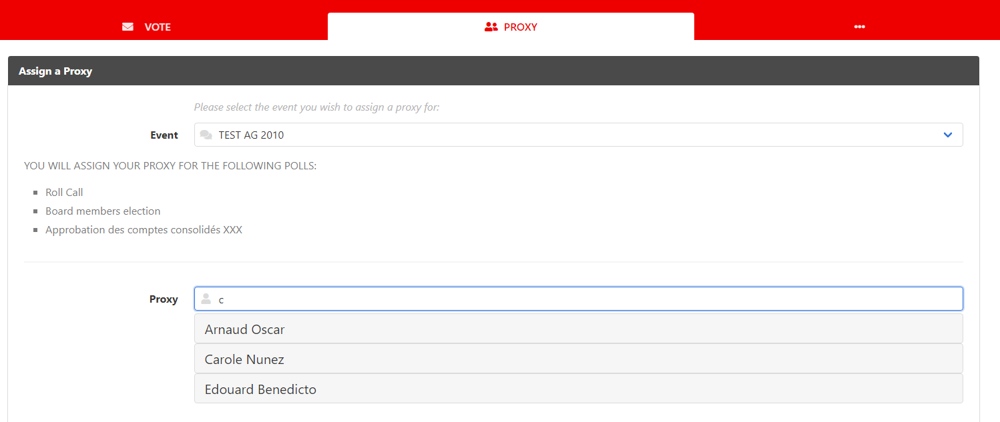 VOTE
PROXY
Assign a Proxy
Please select the event you wish to assign a proxy for:
Event TEST AG 2010
YOU WILL ASSIGN YOUR PROXY FOR THE FOLLOWING POLLS:
Roll Call
Board members election
Approbation des comptes consolidés XXX
Proxy c
Arnaud Oscar
Carole Nunez
Edouard Benedicto